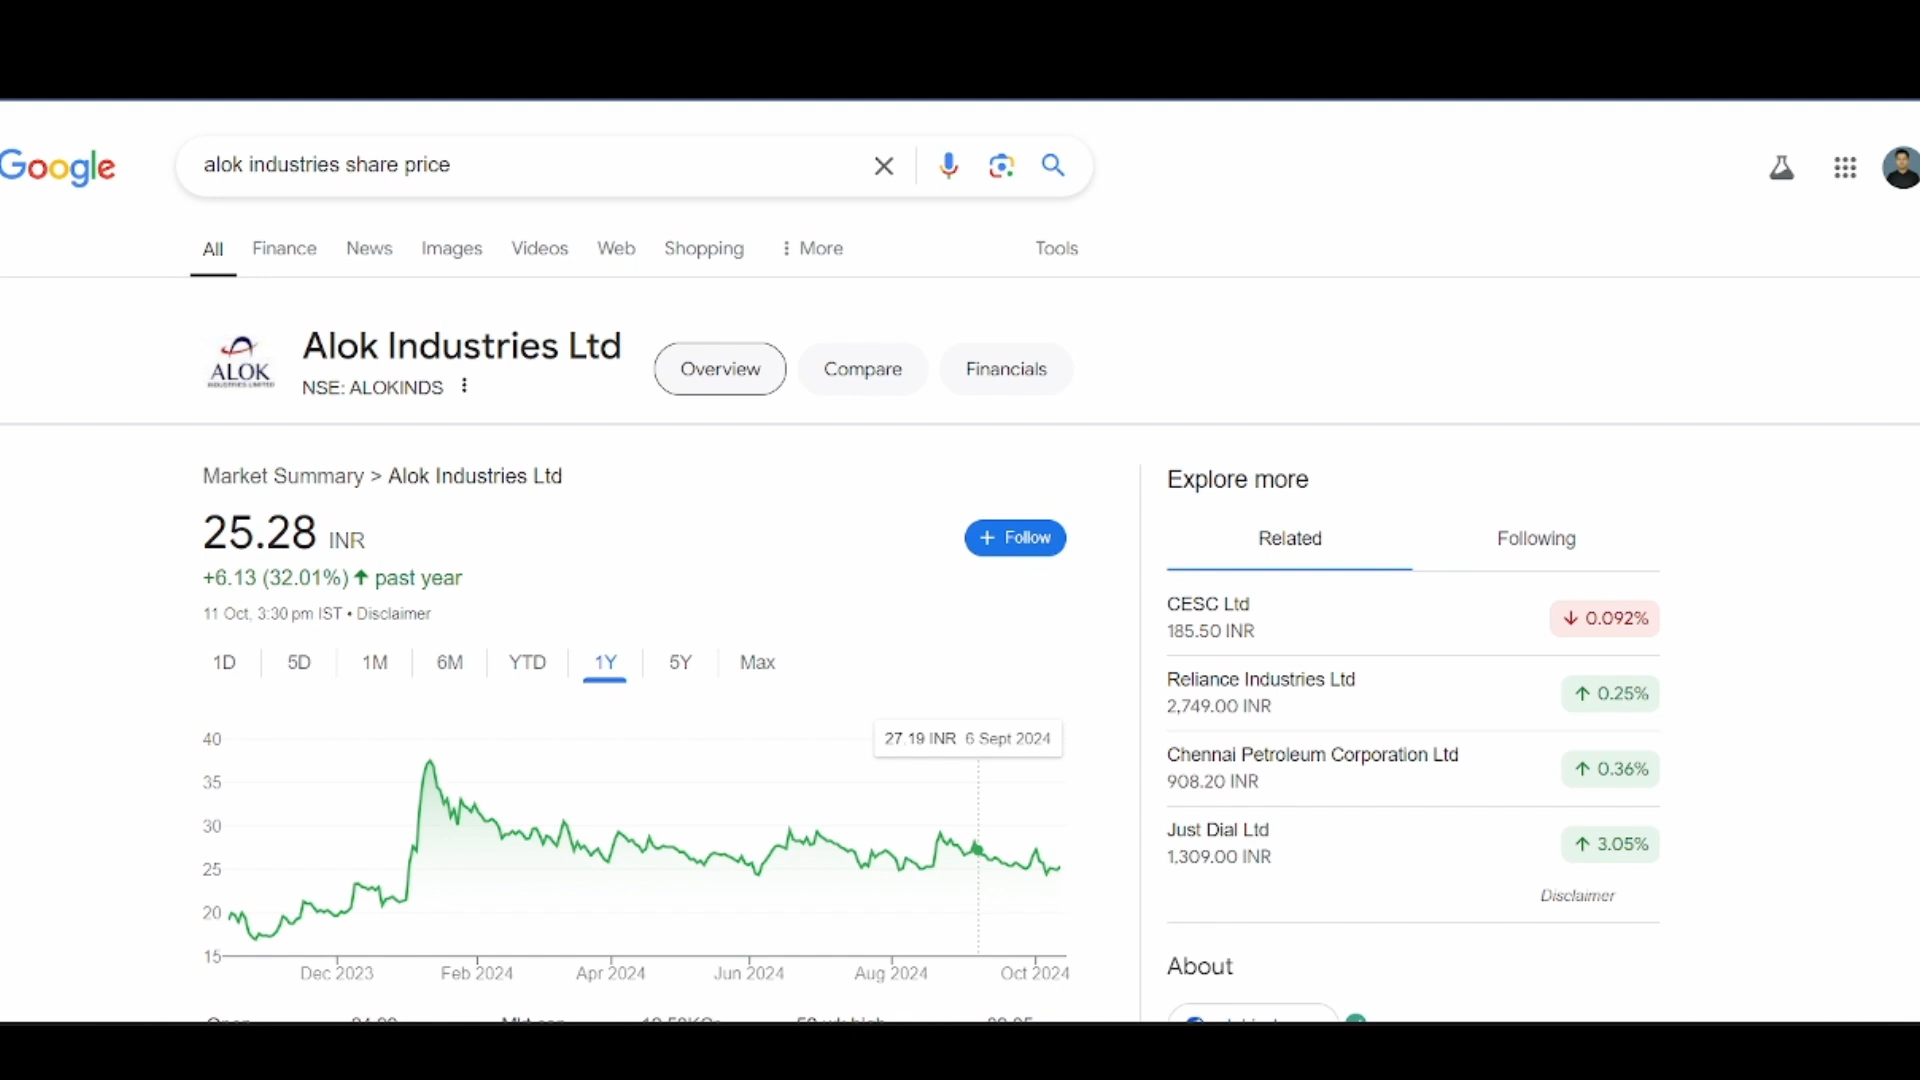 Google
alok industries share price
All Finance News Images Videos Web Shopping More Tools
ALOK
INDUSTRIES LIMITED
Alok Industries Ltd
NSE: ALOKINDS
Overview Compare Financials
Market Summary > Alok Industries Ltd
25.28 INR
+ Follow
+6.13 (32.01%) ↑ past year
11 Oct, 3:30 pm IST • Disclaimer
1D 5D 1M 6M YTD 1Y 5Y Max
27.19 INR 6 Sept 2024
40
35
30
25
20
15
Dec 2023 Feb 2024 Apr 2024 Jun 2024 Aug 2024 Oct 2024
Explore more
Related Following
CESC Ltd
185.50 INR
↓ 0.092%
Reliance Industries Ltd
2,749.00 INR
↑ 0.25%
Chennai Petroleum Corporation Ltd
908.20 INR
↑ 0.36%
Just Dial Ltd
1,309.00 INR
↑ 3.05%
Disclaimer
About